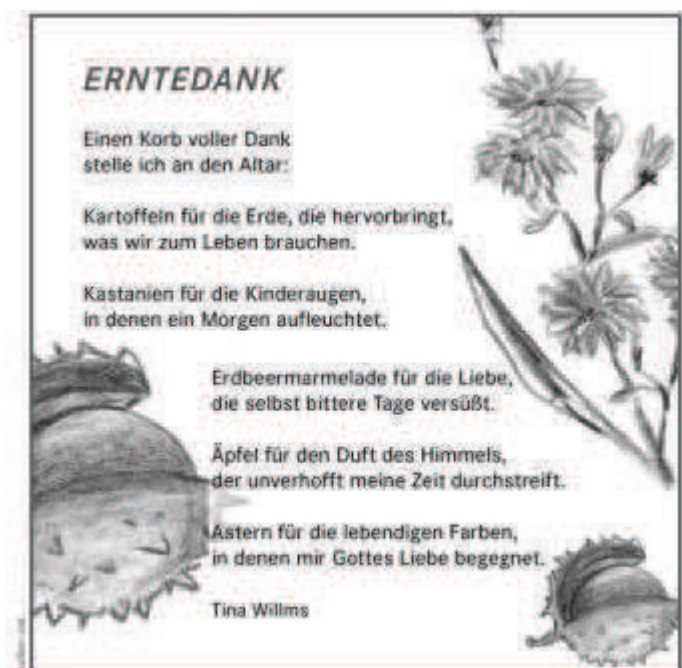 ERNTEDANK
Einen Korb voller Dank
stelle ich an den Altar:
Kartoffeln für die Erde, die hervorbringt,
was wir zum Leben brauchen.
Kastanien für die Kinderaugen,
in denen ein Morgen aufleuchtet.
Erdbeermarmelade für die Liebe,
die selbst bittere Tage versüßt.
Äpfel für den Duft des Himmels,
der unverhofft meine Zeit durchstreift.
Astern für die lebendigen Farben,
in denen mir Gottes Liebe begegnet.
Tina Willms